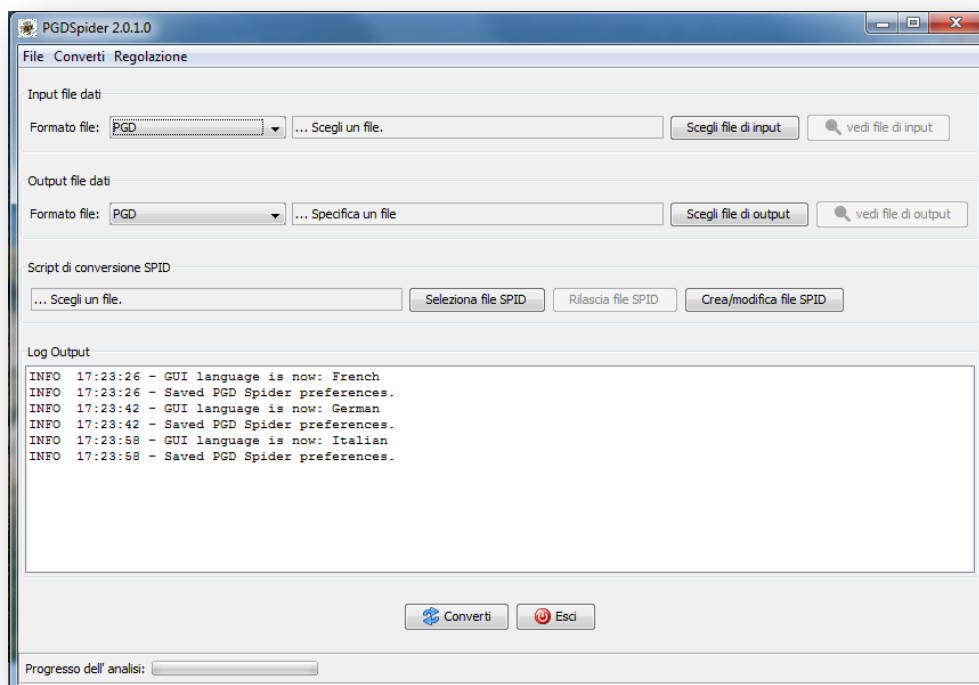 PGDSpider 2.0.1.0
File Converti Regolazione
Input file dati
Formato file: PGD ... Scegli un file. Scegli file di input vedi file di input
Output file dati
Formato file: PGD ... Specifica un file Scegli file di output vedi file di output
Script di conversione SPID
... Scegli un file. Seleziona file SPID Rilascia file SPID Crea/modifica file SPID
Log Output
INFO 17:23:26 - GUI language is now: French
INFO 17:23:26 - Saved PGD Spider preferences.
INFO 17:23:42 - GUI language is now: German
INFO 17:23:42 - Saved PGD Spider preferences.
INFO 17:23:58 - GUI language is now: Italian
INFO 17:23:58 - Saved PGD Spider preferences.
Converti Esci
Progresso dell' analisi: